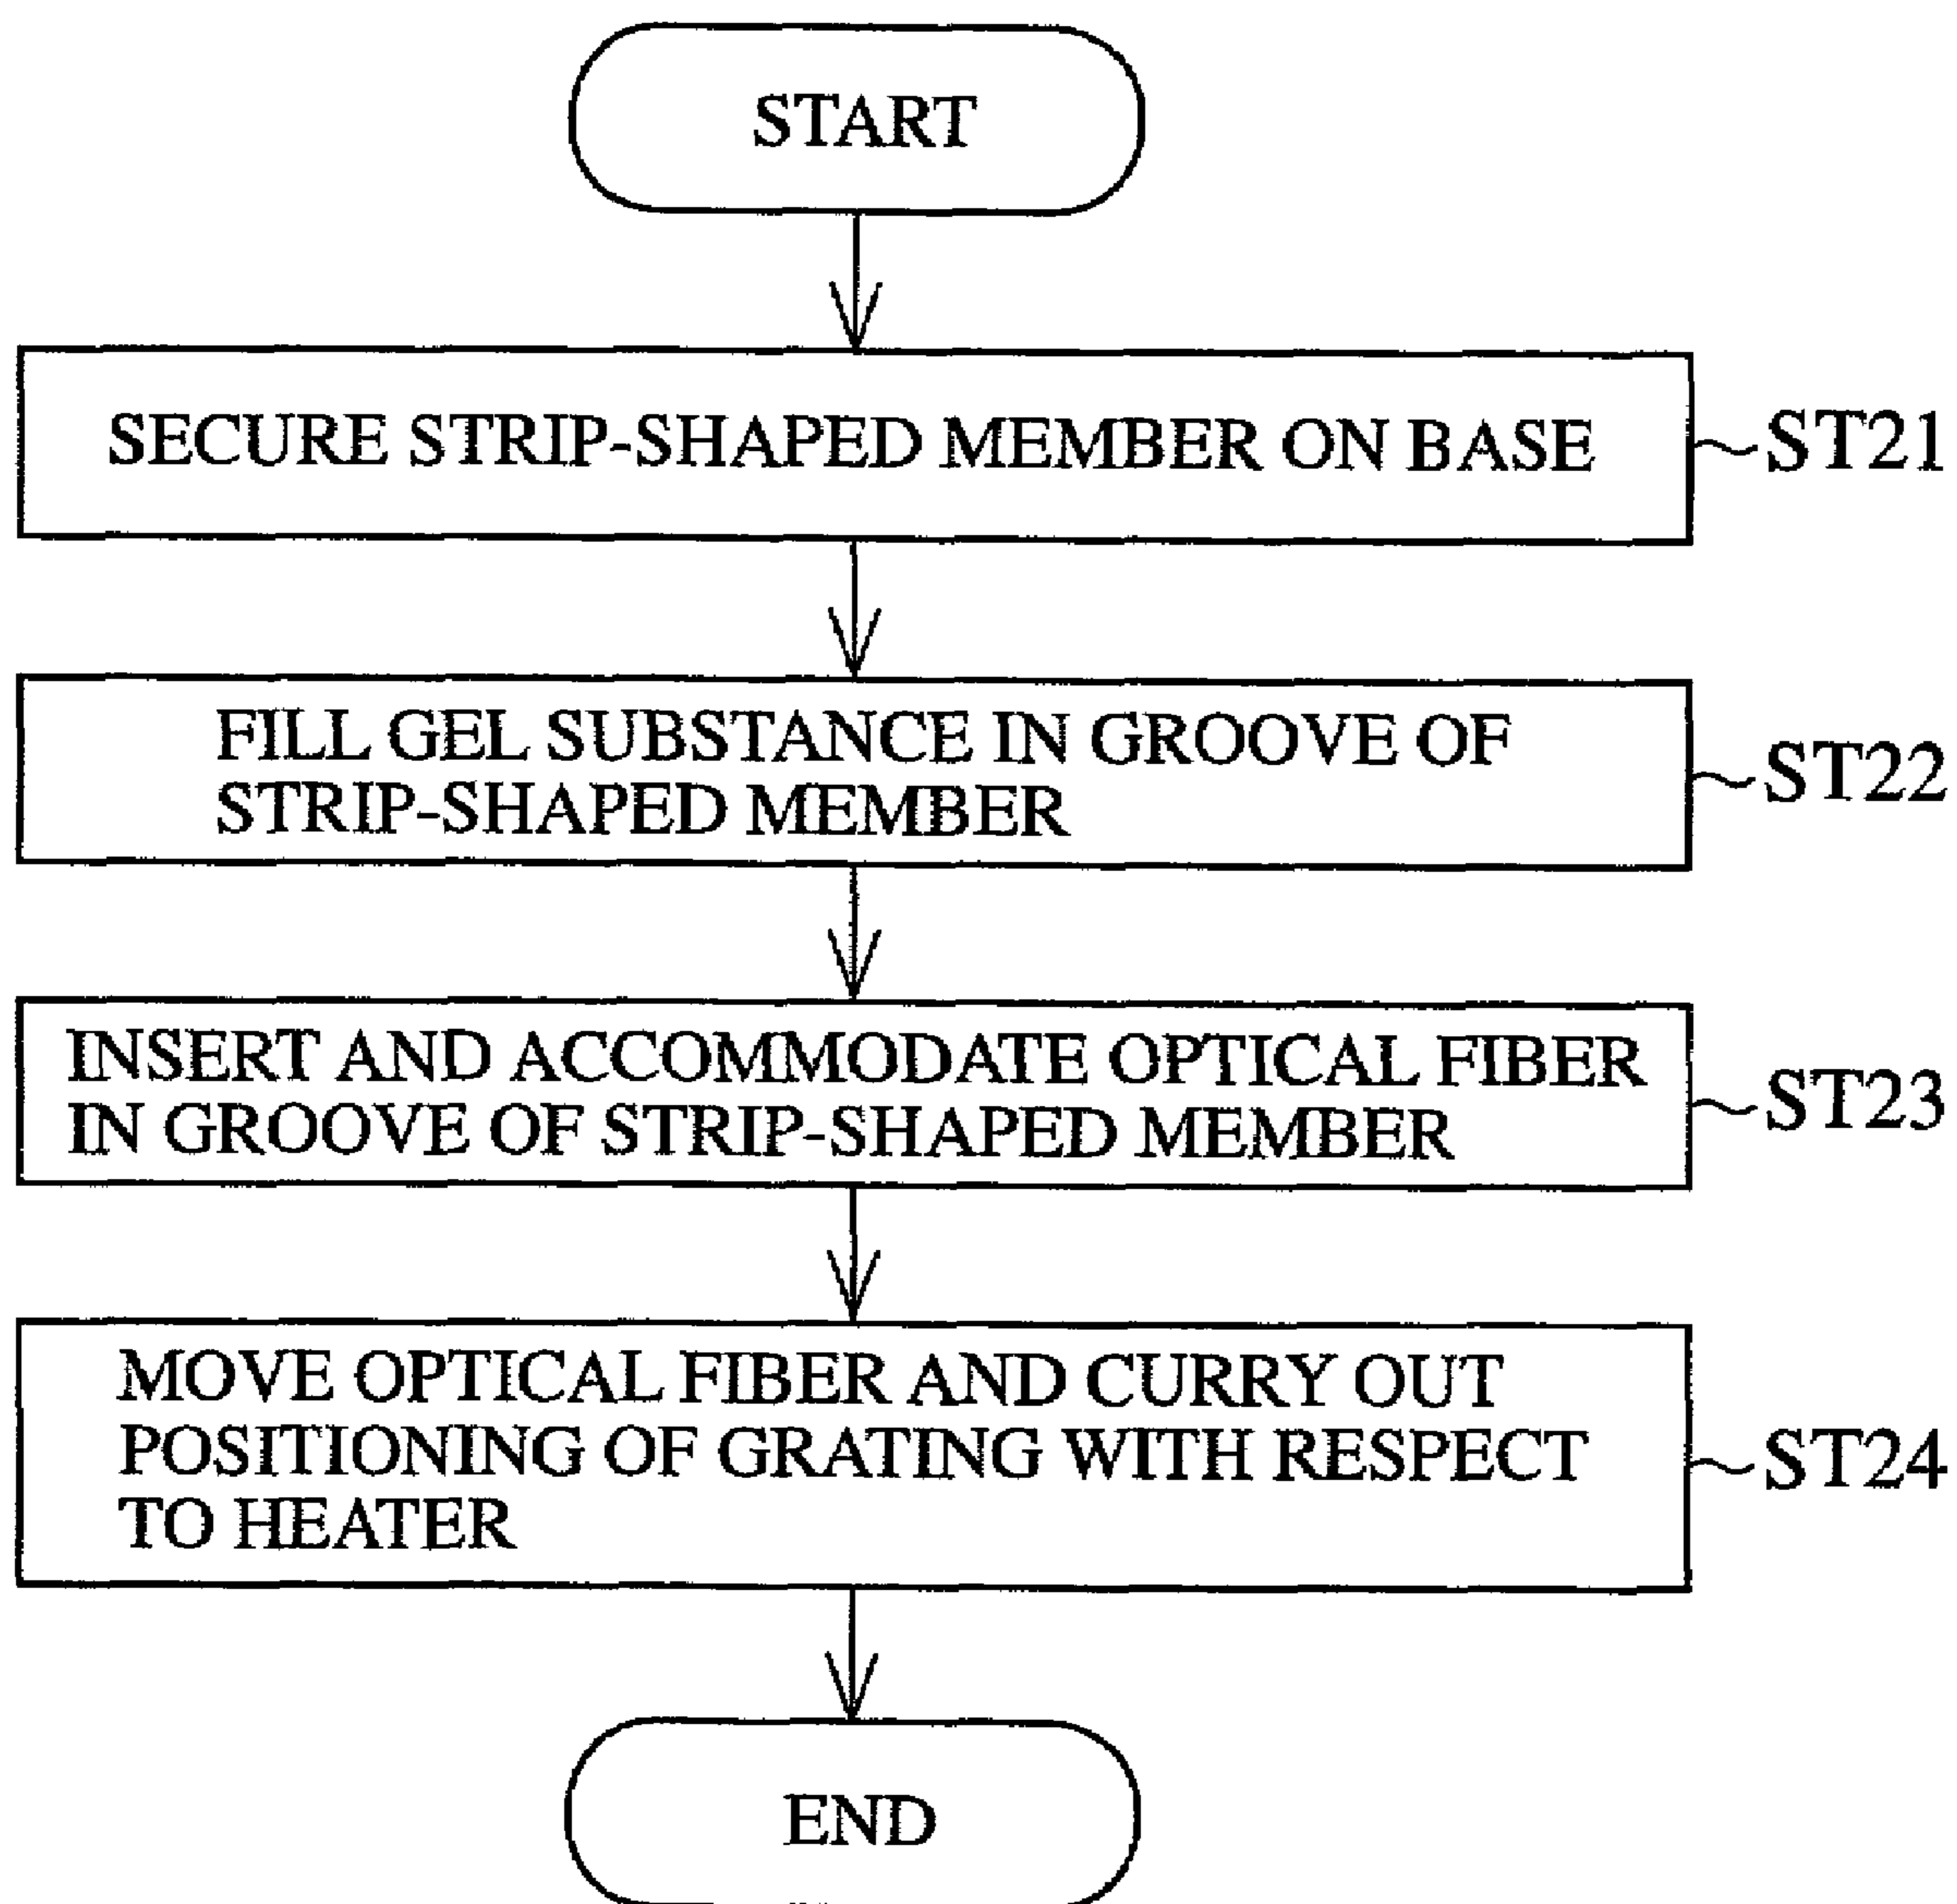 START
SECURE STRIP-SHAPED MEMBER ON BASE
ST21
FILL GEL SUBSTANCE IN GROOVE OF
STRIP-SHAPED MEMBER
ST22
INSERT AND ACCOMMODATE OPTICAL FIBER
IN GROOVE OF STRIP-SHAPED MEMBER
ST23
MOVE OPTICAL FIBER AND CURRY OUT
POSITIONING OF GRATING WITH RESPECT
TO HEATER
ST24
END